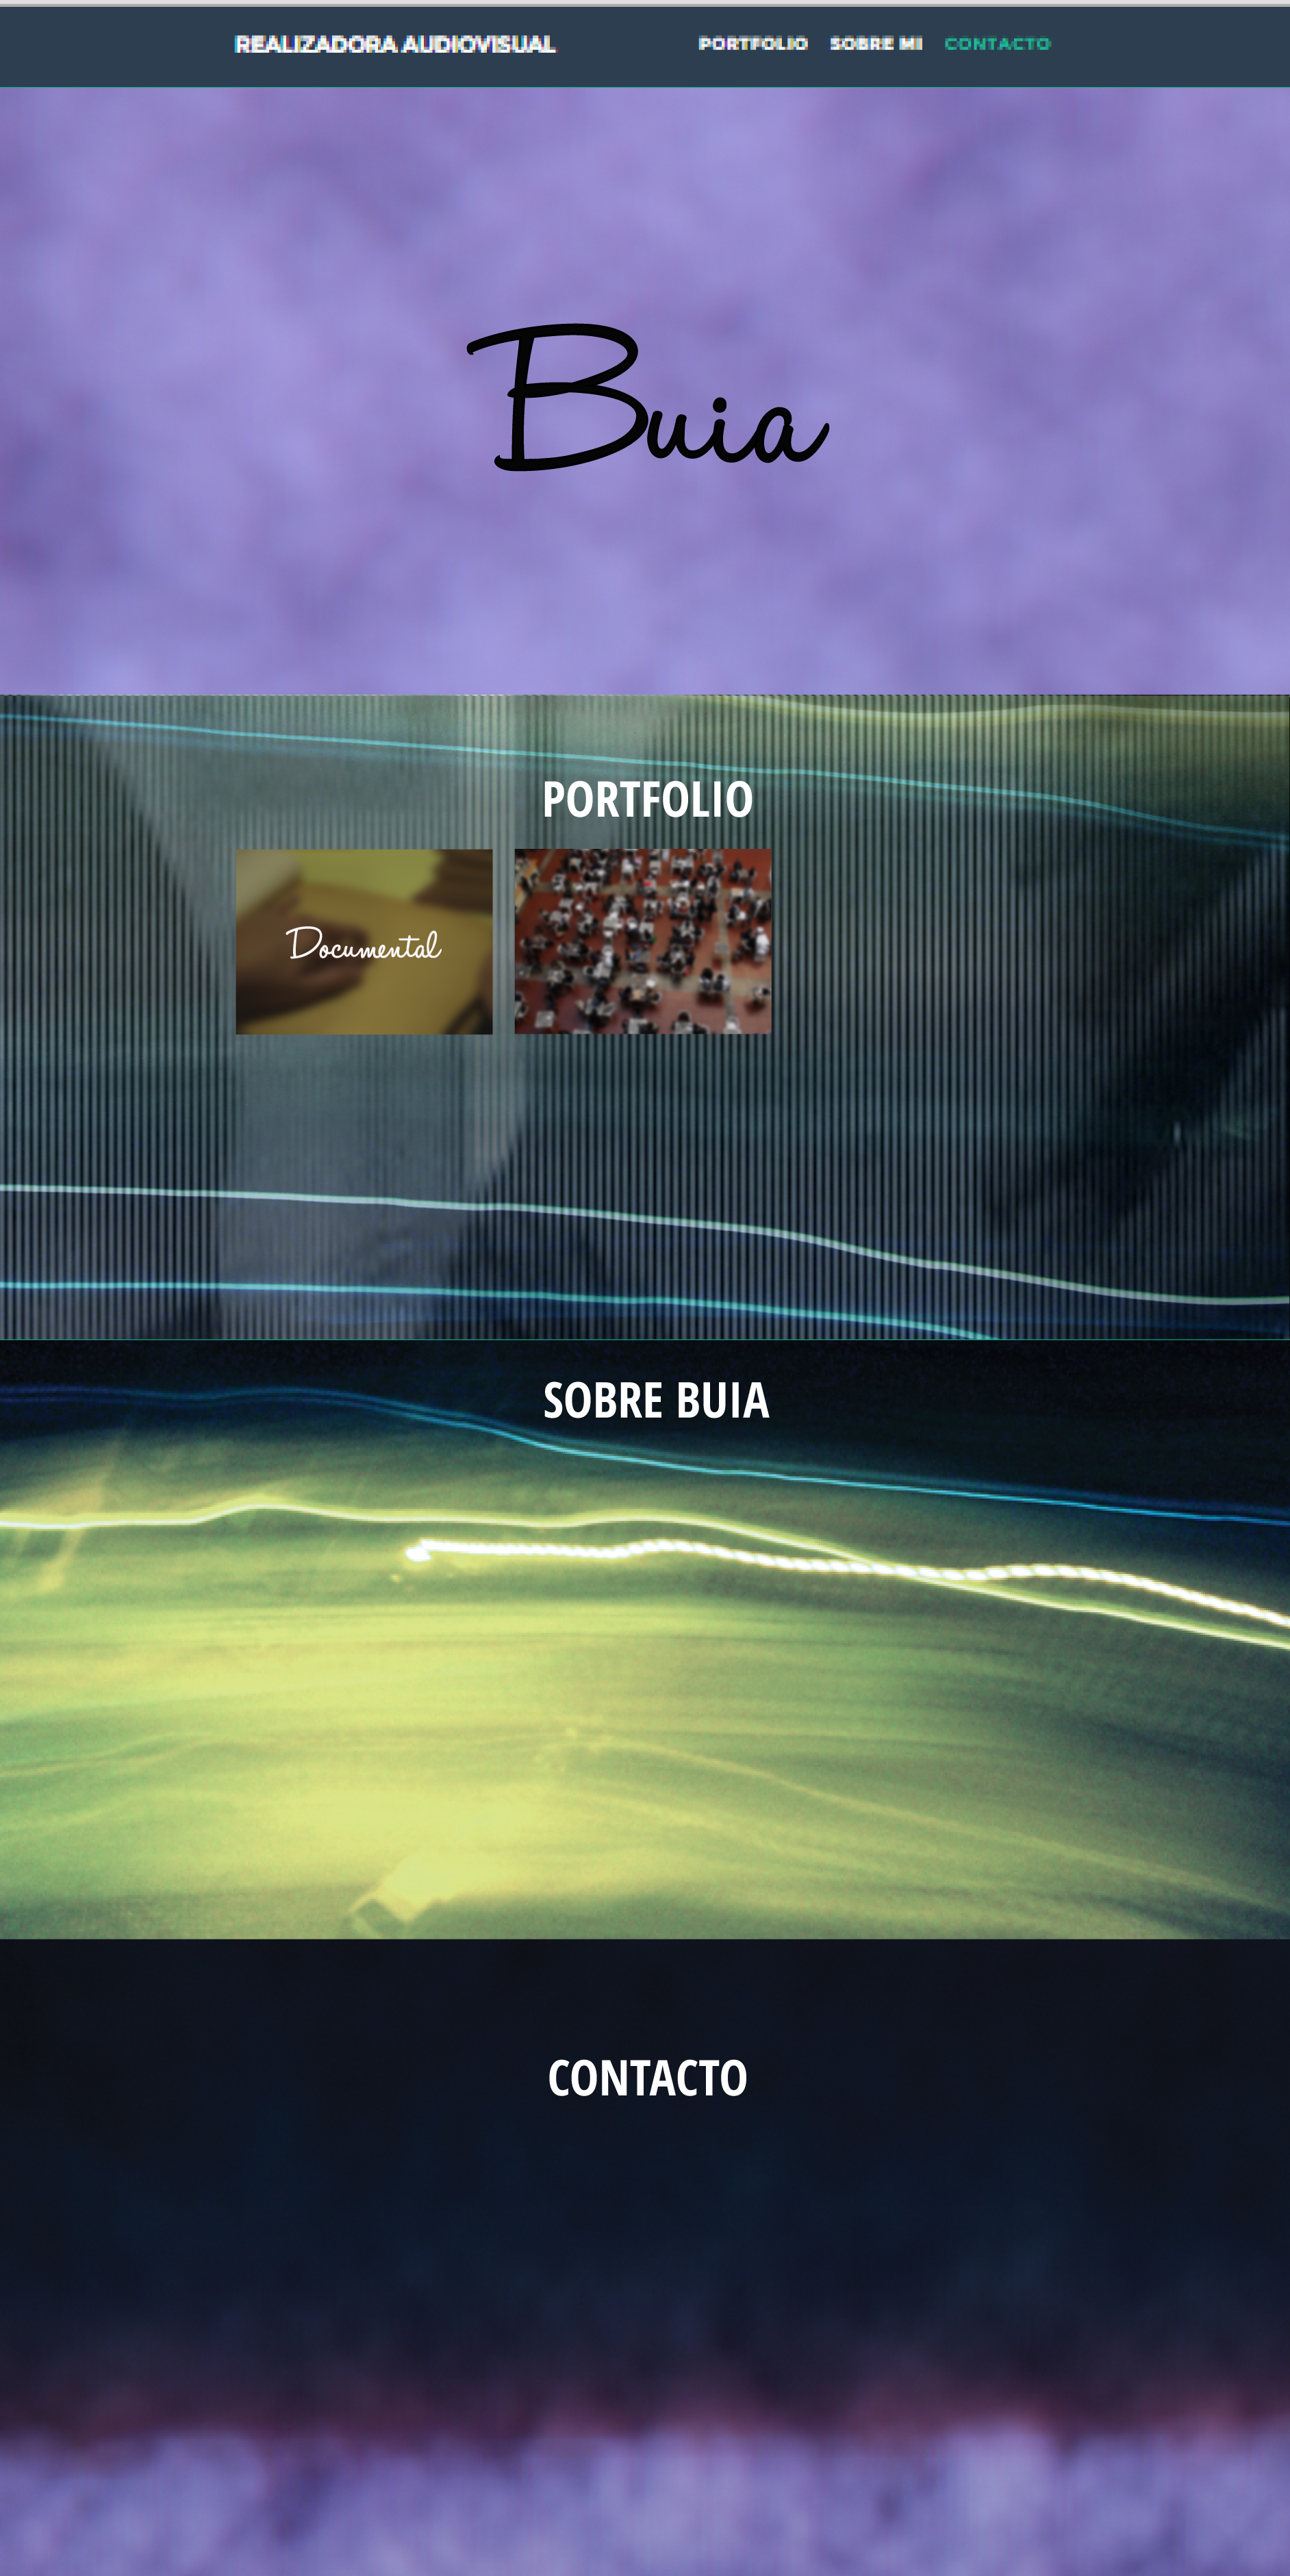 REALIZADORA AUDIOVISUAL
PORTFOLIO SOBRE MI CONTACTO
Buia
PORTFOLIO
Documental
SOBRE BUIA
CONTACTO